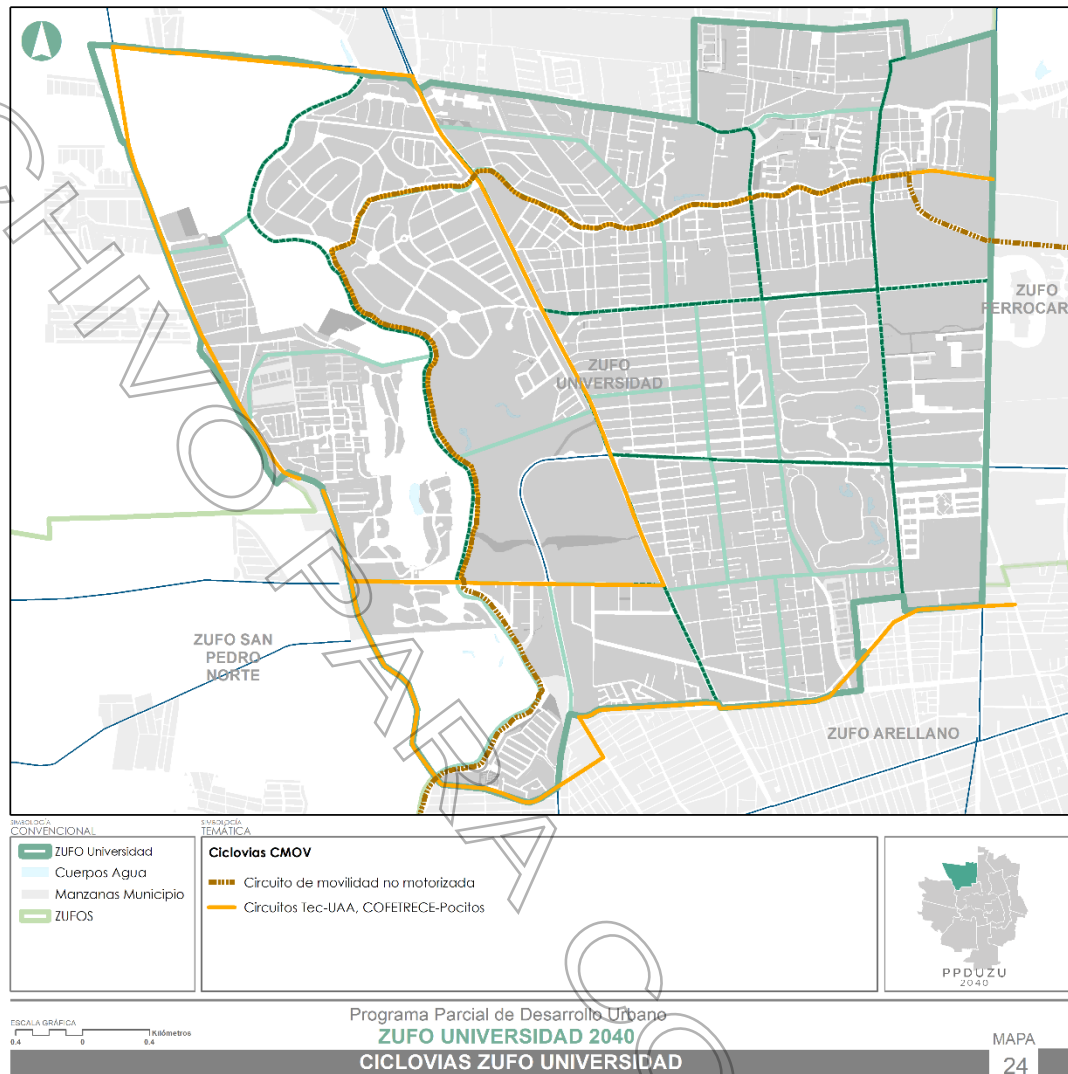 ZUFO
FERROCAR
ZUFO
UNIVERSIDAD
ZUFO SAN
PEDRO
NORTE
ZUFO ARELLANO
CHIVO PARA CO
SIMBOLOGÍA
CONVENCIONAL
ZUFO Universidad
Cuerpos Agua
Manzanas Municipio
ZUFOS
SIMBOLOGÍA
TEMÁTICA
Ciclovias CMOV
Circuito de movilidad no motorizada
Circuitos Tec-UAA, COFETRECE-Pocitos
PPDUZU
2040
ESCALA GRÁFICA
0.4 0 0.4 Kilómetros
Programa Parcial de Desarrollo Urbano
ZUFO UNIVERSIDAD 2040
CICLOVIAS ZUFO UNIVERSIDAD
MAPA
24